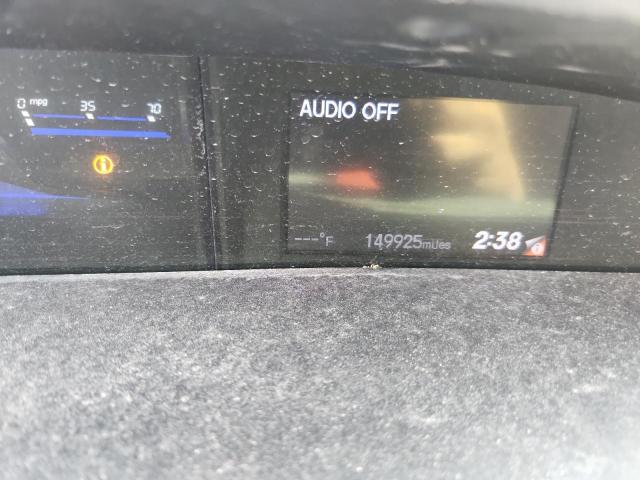 0 mpg 35 70
AUDIO OFF
---°F 149925 miles 2:38